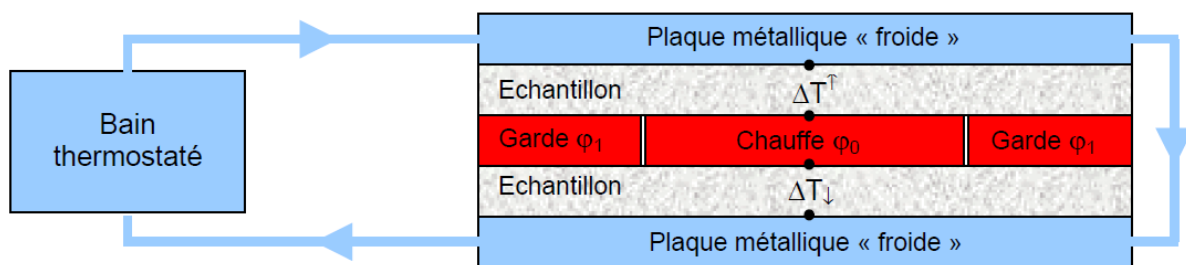 Plaque métallique « froide »
Echantillon
ΔT↑
Bain
thermostaté
Garde φ₁
Chauffe φ₀
Garde φ₁
Echantillon
ΔT↓
Plaque métallique « froide »